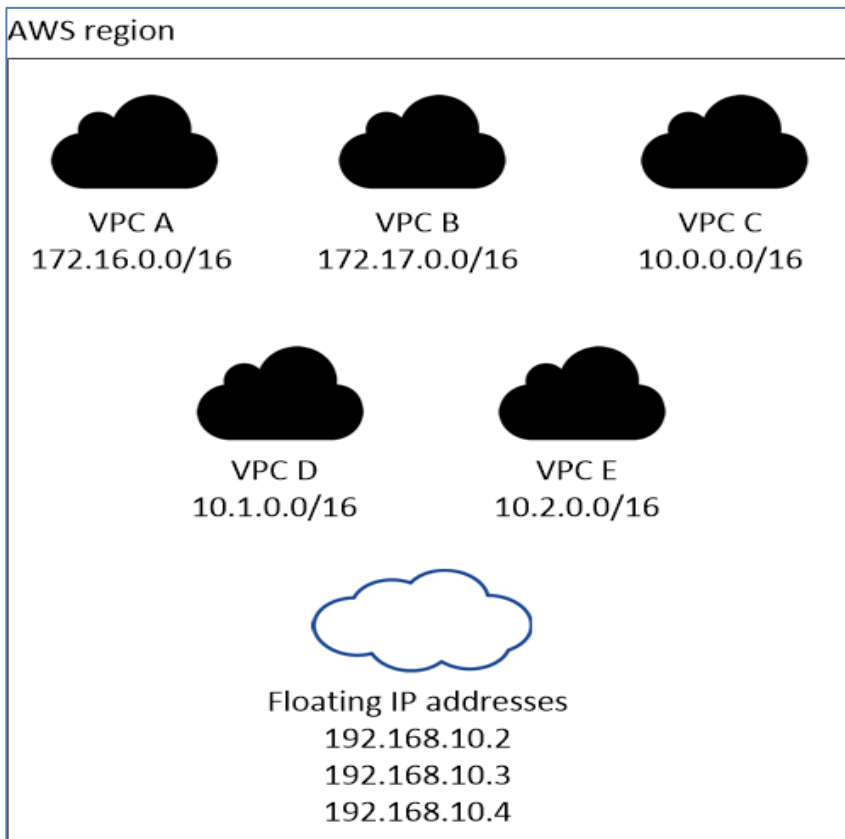 AWS region
VPC A
172.16.0.0/16
VPC B
172.17.0.0/16
VPC C
10.0.0.0/16
VPC D
10.1.0.0/16
VPC E
10.2.0.0/16
Floating IP addresses
192.168.10.2
192.168.10.3
192.168.10.4